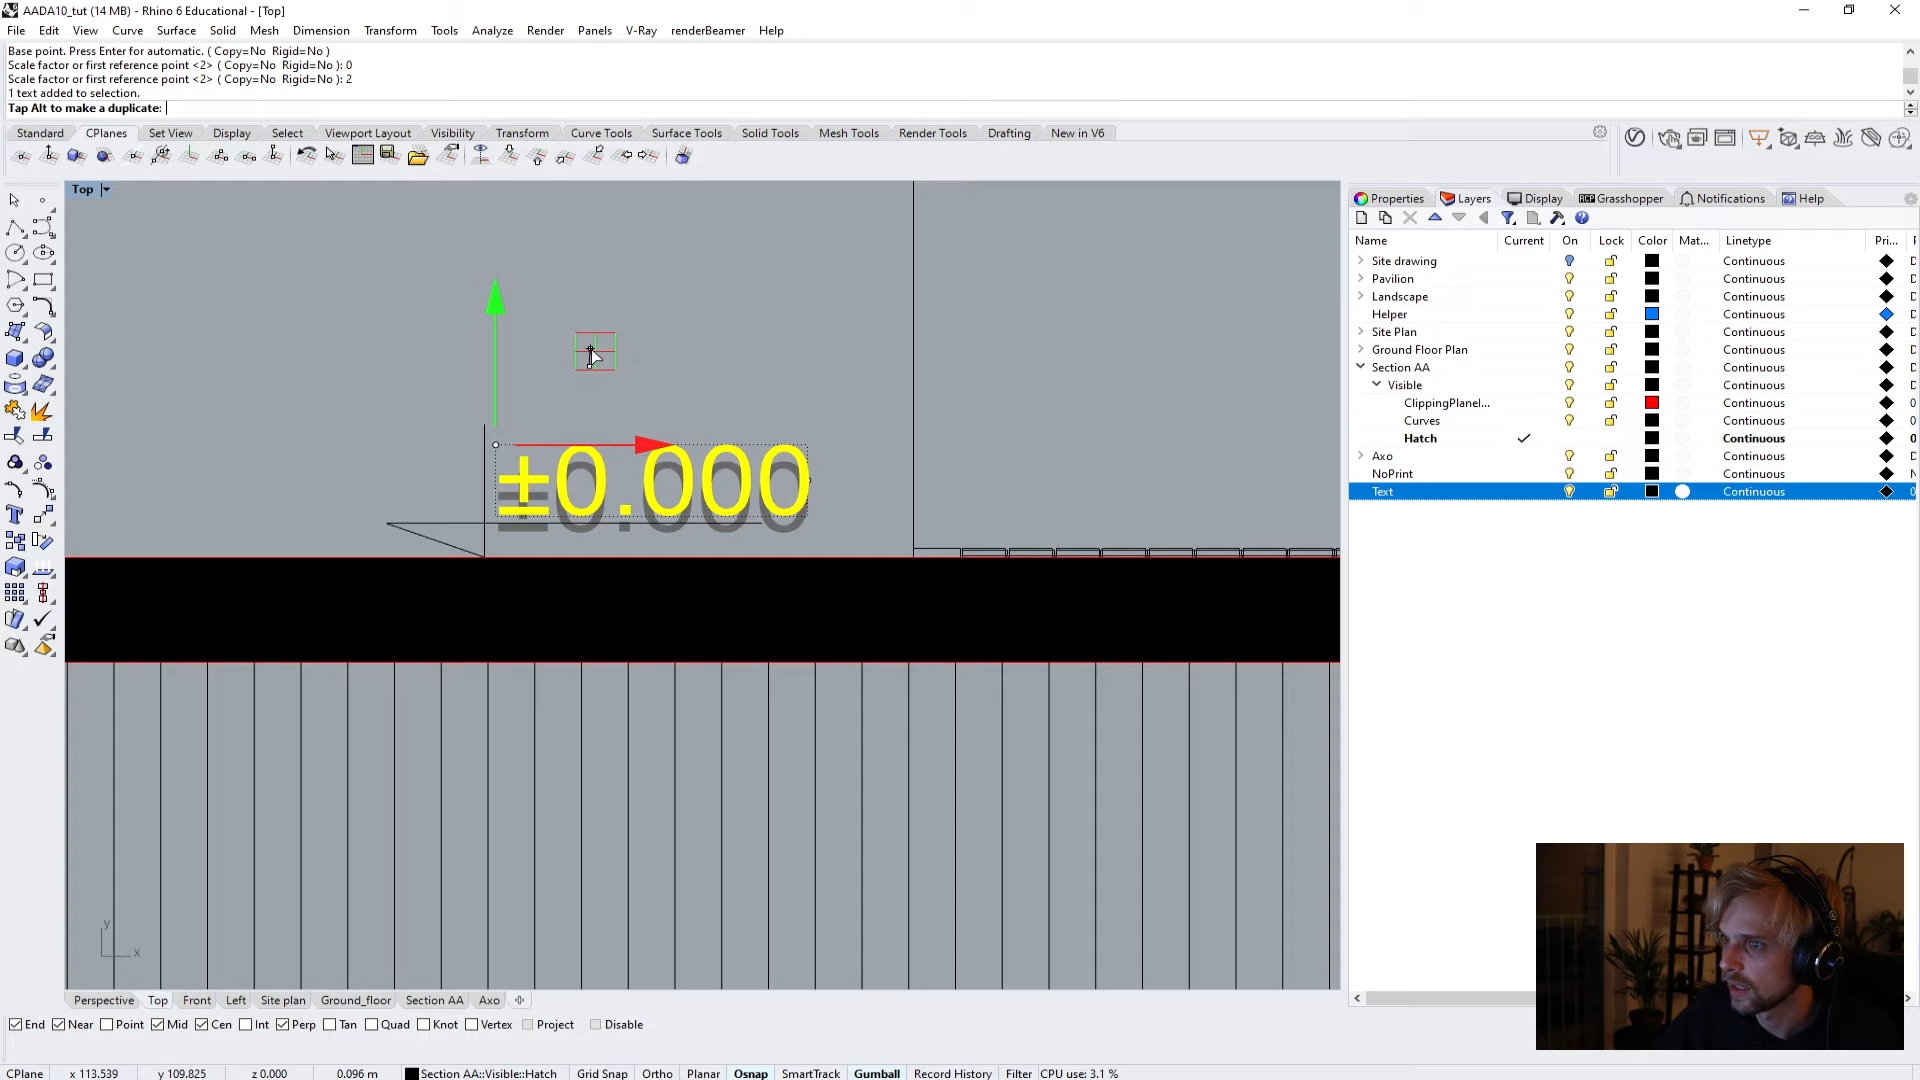 AADA10_tut (14 MB) - Rhino 6 Educational - [Top]
File Edit View Curve Surface Solid Mesh Dimension Transform Tools Analyze Render Panels V-Ray renderBeamer Help
Base point. Press Enter for automatic. ( Copy=No Rigid=No )
Scale factor or first reference point <2> ( Copy=No Rigid=No ): 0
Scale factor or first reference point <2> ( Copy=No Rigid=No ): 2
1 text added to selection.
Tap Alt to make a duplicate:
Standard CPlanes Set View Display Select Viewport Layout Visibility Transform Curve Tools Surface Tools Solid Tools Mesh Tools Render Tools Drafting New in V6
Top
±0.000
y
x
Properties Layers Display Grasshopper Notifications Help
Name Current On Lock Color Mat... Linetype Pri... P
Site drawing Continuous D
Pavilion Continuous D
Landscape Continuous D
Helper Continuous D
Site Plan Continuous D
Ground Floor Plan Continuous D
Section AA Continuous D
Visible Continuous D
ClippingPlanel... Continuous 0
Curves Continuous 0
Hatch Continuous 0
Axo Continuous D
NoPrint Continuous N
Text Continuous 0
Perspective Top Front Left Site plan Ground_floor Section AA Axo
End Near Point Mid Cen Int Perp Tan Quad Knot Vertex Project Disable
CPlane x 113.539 y 109.825 z 0.000 0.096 m Section AA::Visible::Hatch Grid Snap Ortho Planar Osnap SmartTrack Gumball Record History Filter CPU use: 3.1 %